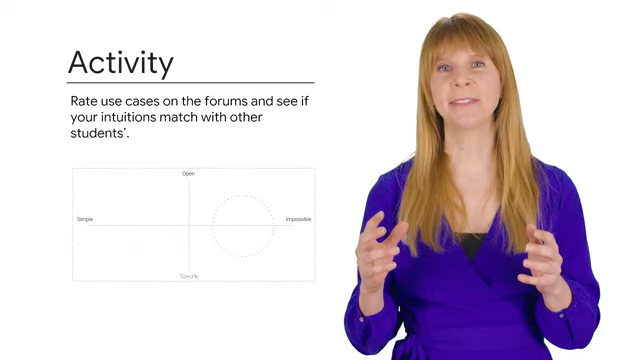 Activity
Rate use cases on the forums and see if
your intuitions match with other
students'.
Open
Simple
Impossible
Specific